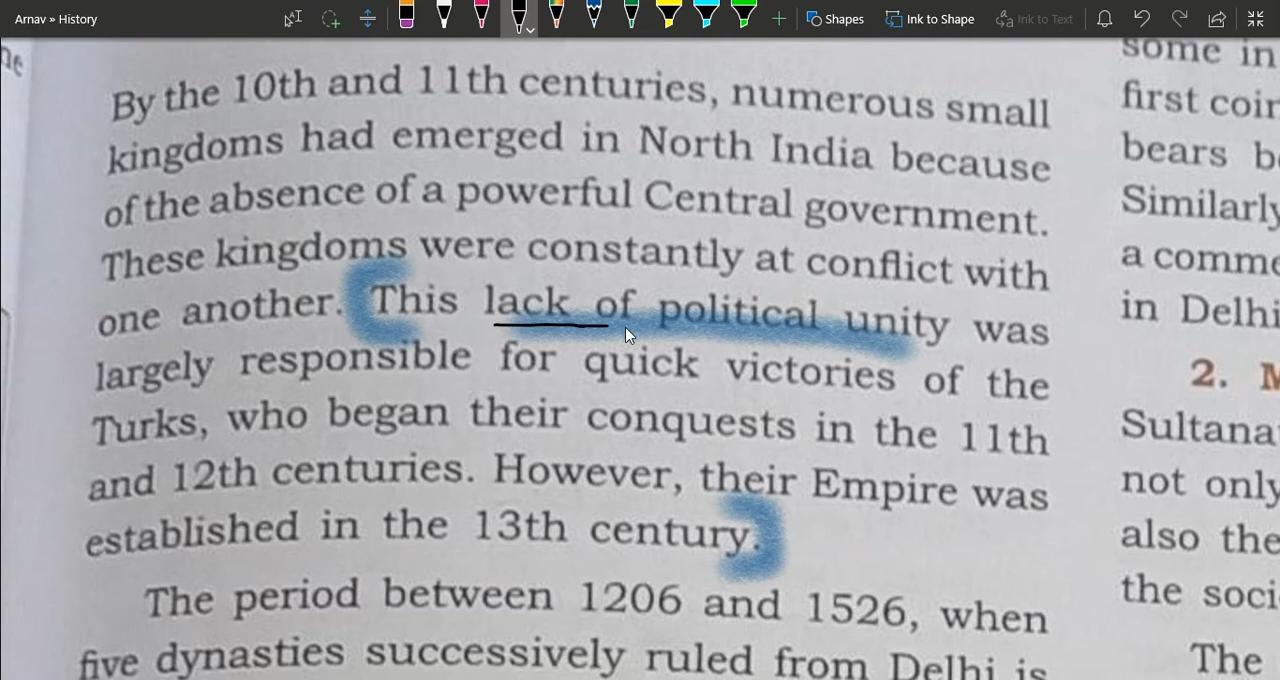 Arnav » History
Shapes
Ink to Shape
Ink to Text
By the 10th and 11th centuries, numerous small
kingdoms had emerged in North India because
of the absence of a powerful Central government.
These kingdoms were constantly at conflict with
one another. This lack of political unity was
largely responsible for quick victories of the
Turks, who began their conquests in the 11th
and 12th centuries. However, their Empire was
established in the 13th century.
The period between 1206 and 1526, when
five dynasties successively ruled from Delhi is
some in
first coin
bears
Similarly
a comme
in Delhi
2. M
Sultana
not only
also the
the soci
The